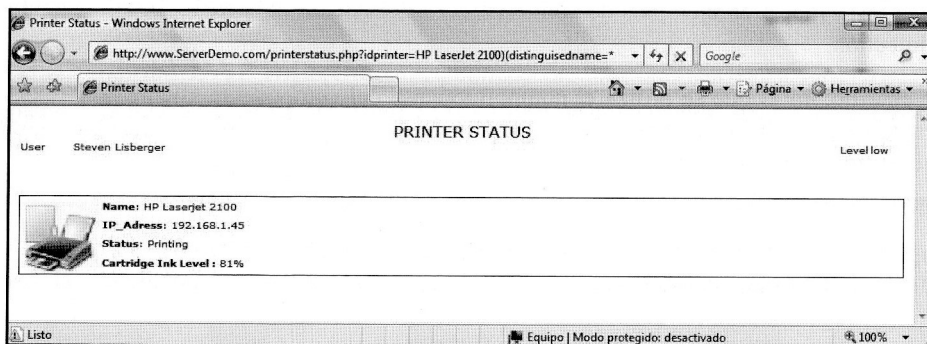 Printer Status - Windows Internet Explorer
http://www.ServerDemo.com/printerstatus.php?idprinter=HP LaserJet 2100)(distinguisedname=*
Google
Printer Status
Página
Herramientas
PRINTER STATUS
User Steven Lisberger
Level low
Name: HP Laserjet 2100
IP_Adress: 192.168.1.45
Status: Printing
Cartridge Ink Level : 81%
Listo
Equipo | Modo protegido: desactivado
100%